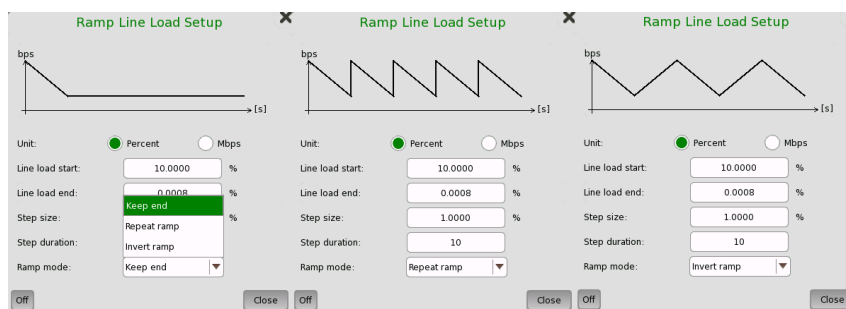 Ramp Line Load Setup
bps
[s]
Unit: Percent Mbps
Line load start: 10.0000 %
Line load end: 0.0008 %
Keep end
Step size: %
Repeat ramp
Step duration:
Invert ramp
Ramp mode: Keep end
Off Close
Ramp Line Load Setup
bps
[s]
Unit: Percent Mbps
Line load start: 10.0000 %
Line load end: 0.0008 %
Step size: 1.0000 %
Step duration: 10
Ramp mode: Repeat ramp
Off Close
Ramp Line Load Setup
bps
[s]
Unit: Percent Mbps
Line load start: 10.0000 %
Line load end: 0.0008 %
Step size: 1.0000 %
Step duration: 10
Ramp mode: Invert ramp
Off Close